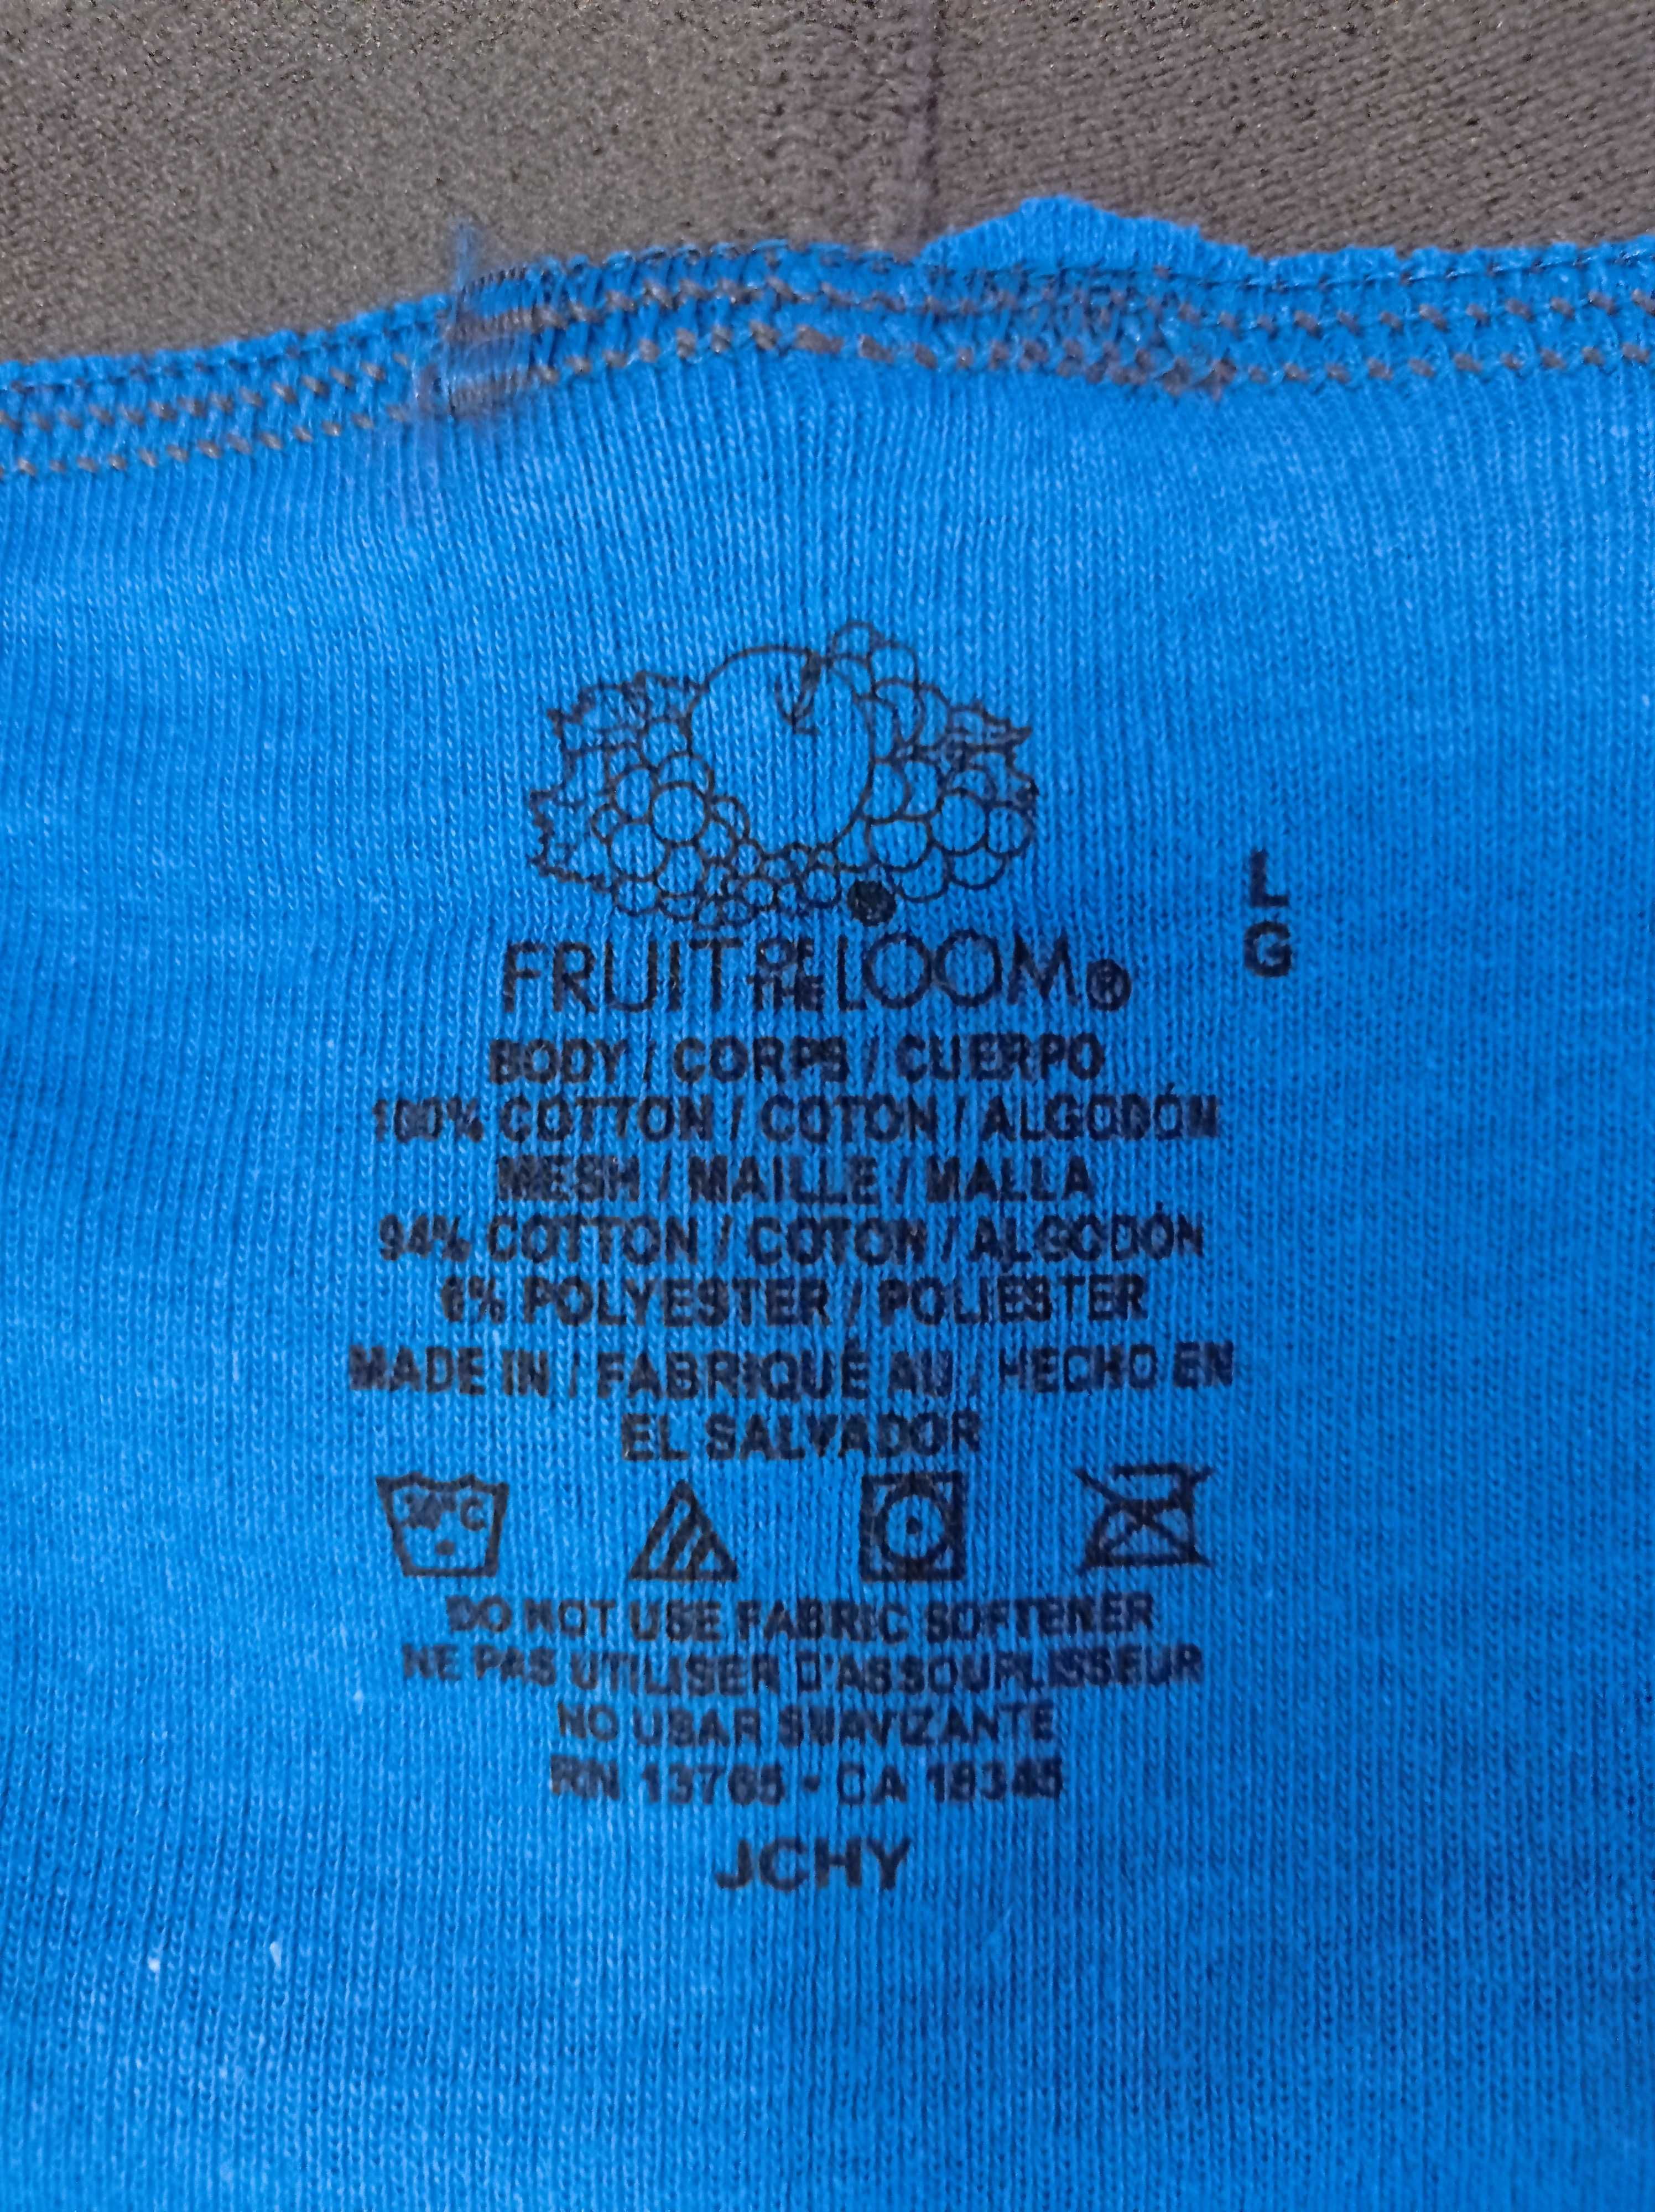 FRUIT OF THE LOOM®
L
G
BODY / CORPS / CUERPO
100% COTTON / COTON / ALGODÓN
MESH / MAILLE / MALLA
94% COTTON / COTON / ALGODÓN
6% POLYESTER / POLIESTER
MADE IN / FABRIQUÉ AU / HECHO EN
EL SALVADOR
30°C
DO NOT USE FABRIC SOFTENER
NE PAS UTILISER D'ASSOUPLISSEUR
NO USAR SUAVIZANTE
RN 13765 - CA 18345
JCHY